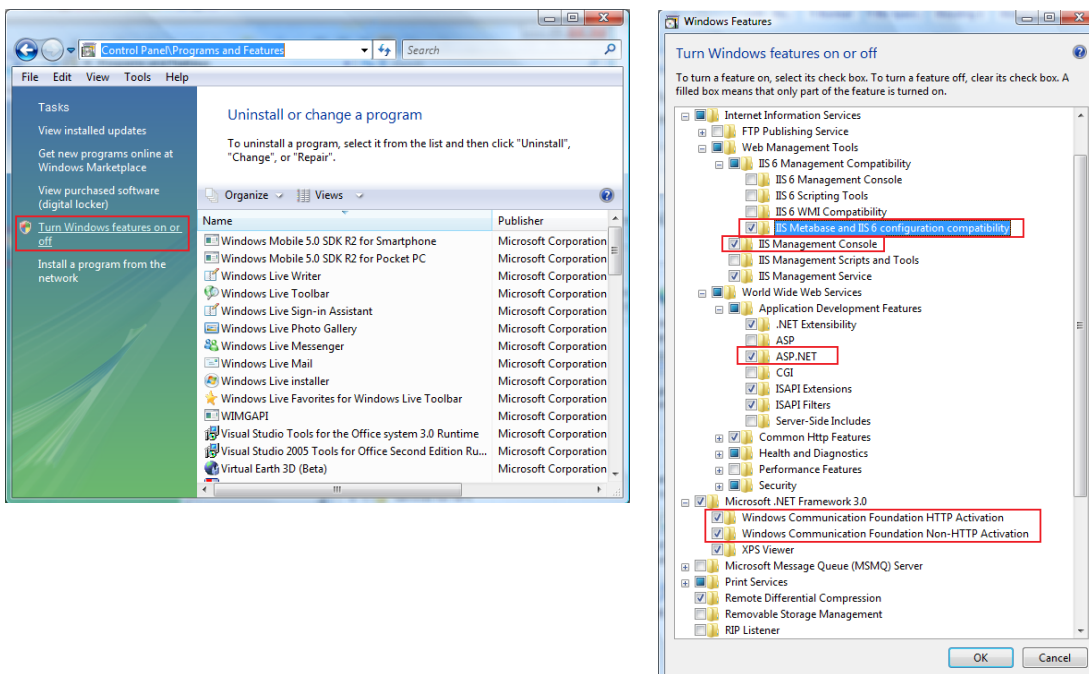 Control Panel\Programs and Features
Search
File Edit View Tools Help
Tasks
View installed updates
Get new programs online at
Windows Marketplace
View purchased software
(digital locker)
Turn Windows features on or
off
Install a program from the
network
Uninstall or change a program
To uninstall a program, select it from the list and then click "Uninstall",
"Change", or "Repair".
Organize Views
Name Publisher
Windows Mobile 5.0 SDK R2 for Smartphone Microsoft Corporation
Windows Mobile 5.0 SDK R2 for Pocket PC Microsoft Corporation
Windows Live Writer Microsoft Corporation
Windows Live Toolbar Microsoft Corporation
Windows Live Sign-in Assistant Microsoft Corporation
Windows Live Photo Gallery Microsoft Corporation
Windows Live Messenger Microsoft Corporation
Windows Live Mail Microsoft Corporation
Windows Live installer Microsoft Corporation
Windows Live Favorites for Windows Live Toolbar Microsoft Corporation
WIMGAPI Microsoft Corporation
Visual Studio Tools for the Office system 3.0 Runtime Microsoft Corporation
Visual Studio 2005 Tools for Office Second Edition Ru... Microsoft Corporation
Virtual Earth 3D (Beta) Microsoft Corporation
Windows Features
Turn Windows features on or off
To turn a feature on, select its check box. To turn a feature off, clear its check box. A
filled box means that only part of the feature is turned on.
Internet Information Services
FTP Publishing Service
Web Management Tools
IIS 6 Management Compatibility
IIS 6 Management Console
IIS 6 Scripting Tools
IIS 6 WMI Compatibility
IIS Metabase and IIS 6 configuration compatibility
IIS Management Console
IIS Management Scripts and Tools
IIS Management Service
World Wide Web Services
Application Development Features
.NET Extensibility
ASP
ASP.NET
CGI
ISAPI Extensions
ISAPI Filters
Server-Side Includes
Common Http Features
Health and Diagnostics
Performance Features
Security
Microsoft .NET Framework 3.0
Windows Communication Foundation HTTP Activation
Windows Communication Foundation Non-HTTP Activation
XPS Viewer
Microsoft Message Queue (MSMQ) Server
Print Services
Remote Differential Compression
Removable Storage Management
RIP Listener
OK Cancel